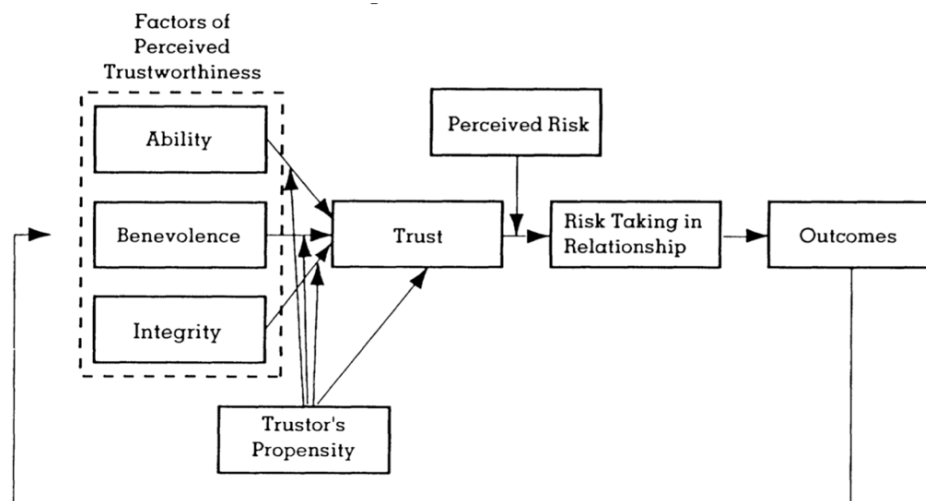 Factors of
Perceived
Trustworthiness
Ability
Benevolence
Integrity
Trustor's
Propensity
Trust
Perceived Risk
Risk Taking in
Relationship
Outcomes